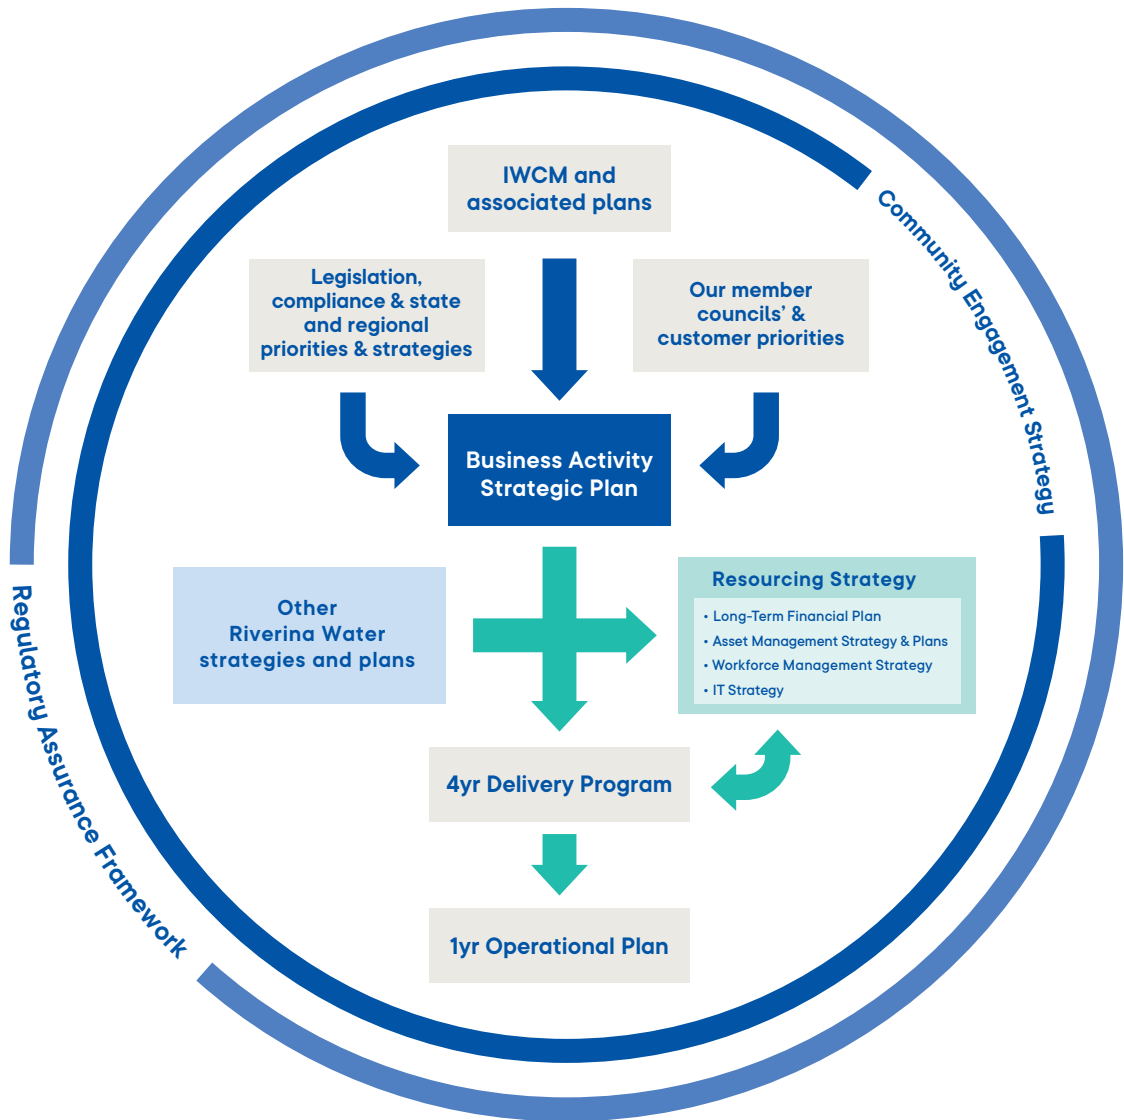 IWCM and
associated plans
Legislation,
compliance & state
and regional
priorities & strategies
Our member
councils’ &
customer priorities
Community Engagement Strategy
Business Activity
Strategic Plan
Other
Riverina Water
strategies and plans
Resourcing Strategy
• Long-Term Financial Plan
• Asset Management Strategy & Plans
• Workforce Management Strategy
• IT Strategy
Regulatory Assurance Framework
4yr Delivery Program
1yr Operational Plan